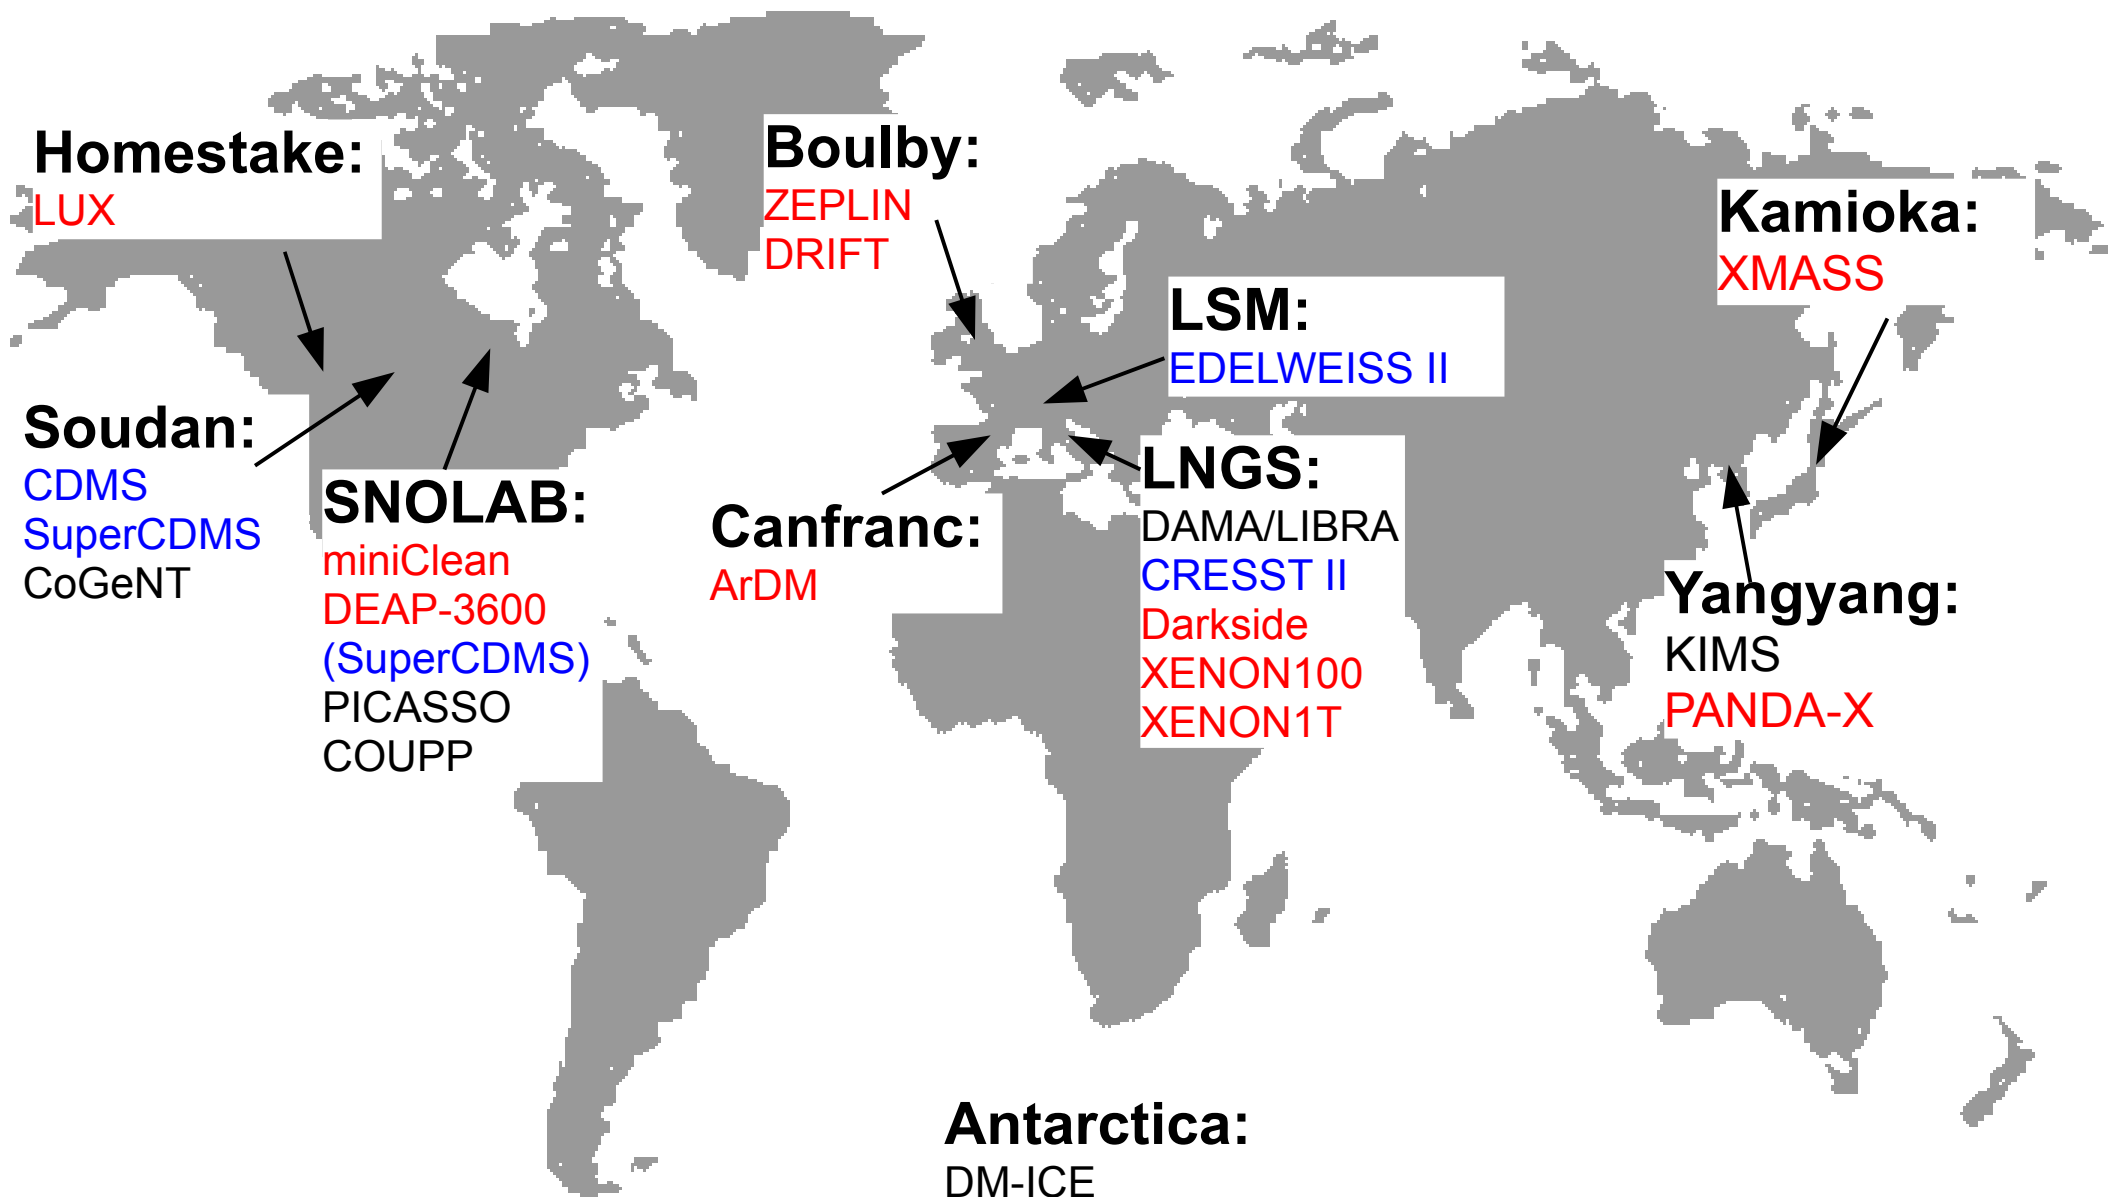 Homestake:
LUX
Boulby:
ZEPLIN
DRIFT
Kamioka:
XMASS
LSM:
EDELWEISS II
Soudan:
CDMS
SuperCDMS
CoGeNT
SNOLAB:
miniClean
DEAP-3600
(SuperCDMS)
PICASSO
COUPP
Canfranc:
ArDM
LNGS:
DAMA/LIBRA
CRESST II
Darkside
XENON100
XENON1T
Yangyang:
KIMS
PANDA-X
Antarctica:
DM-ICE